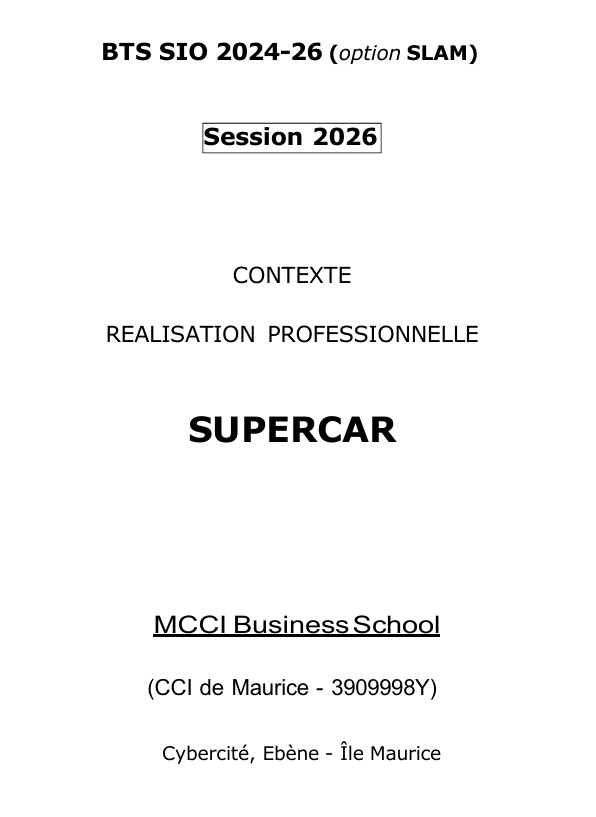 BTS SIO 2024-26 (option SLAM)
Session 2026
CONTEXTE
REALISATION PROFESSIONNELLE
SUPERCAR
MCCI Business School
(CCI de Maurice - 3909998Y)
Cybercité, Ebène - Île Maurice